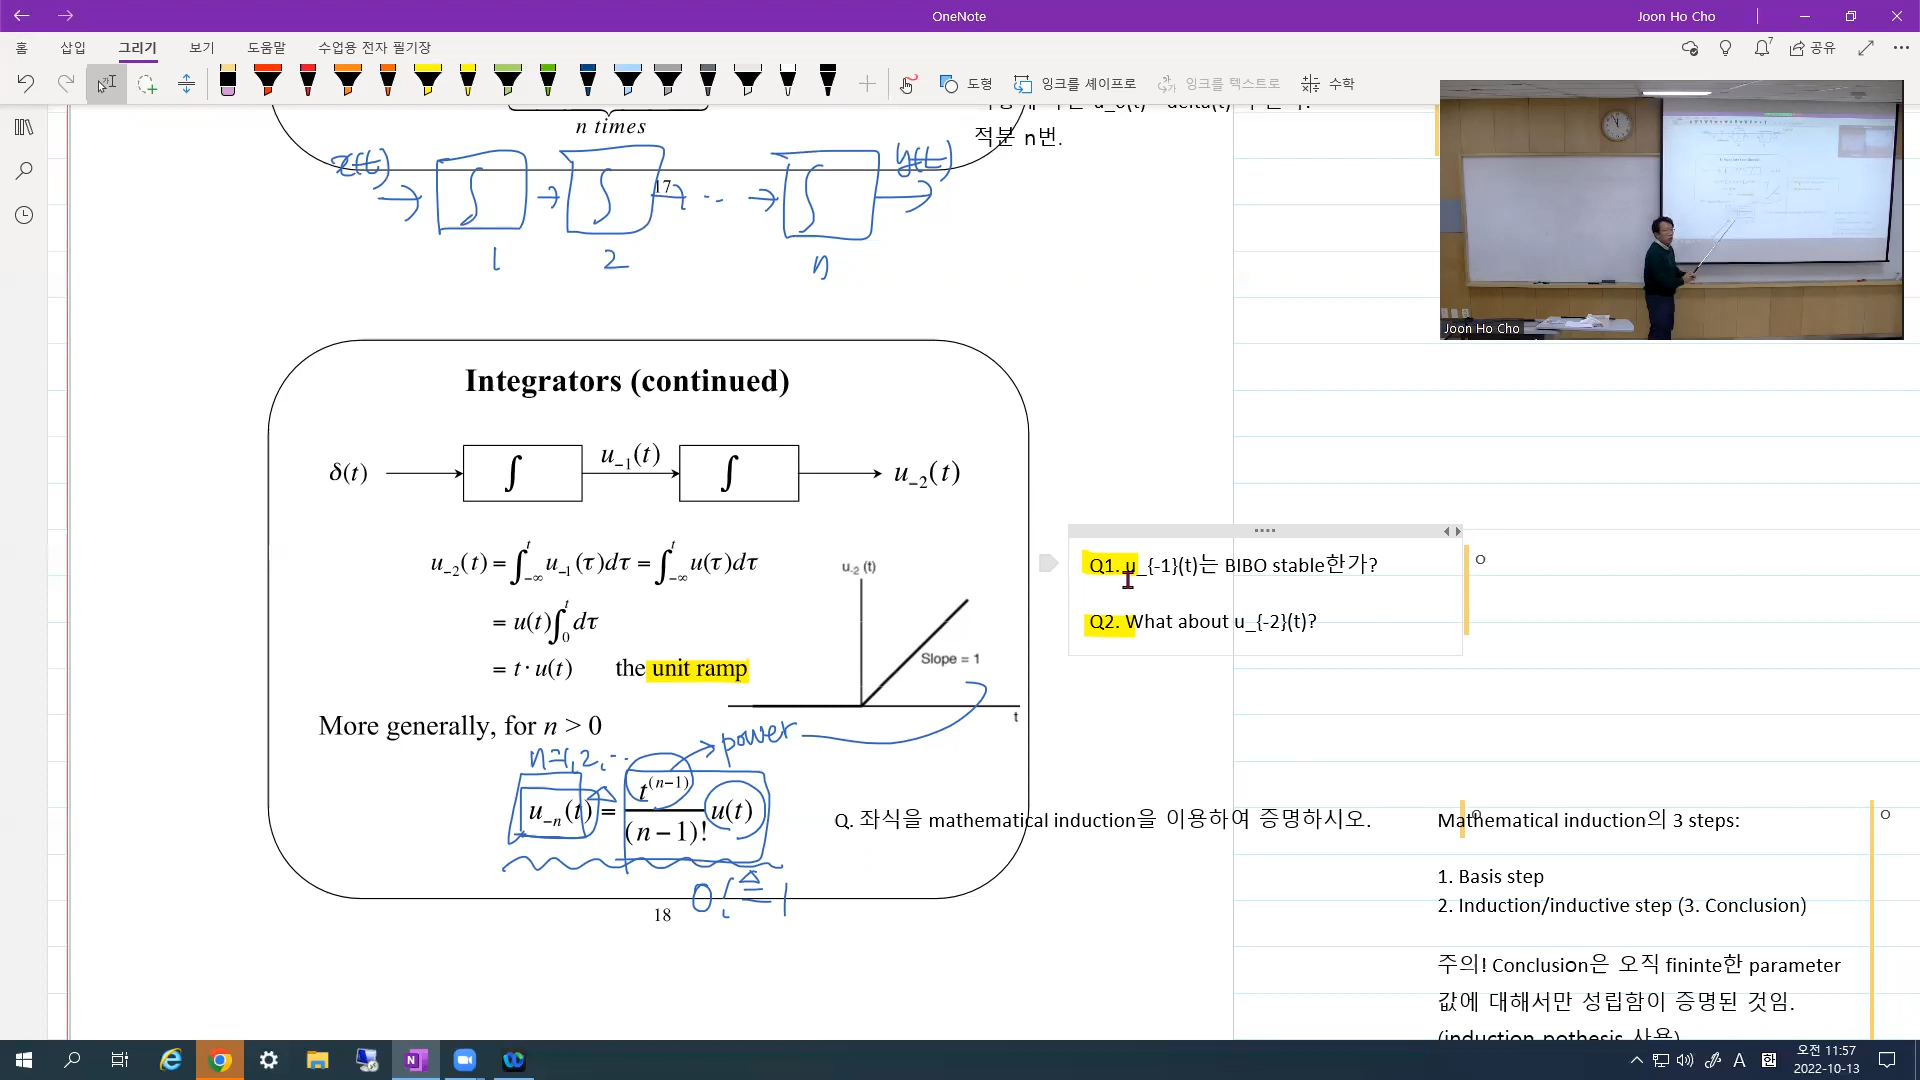 OneNote
Joon Ho Cho
홈 삽입 그리기 보기 도움말 수업용 전자 필기장
공유
도형 잉크를 셰이프로 잉크를 텍스트로 수학
n times
적분 n번.
x(t) ∫ ∫ ... ∫ y(t)
17
1 2 n
Joon Ho Cho
Integrators (continued)
δ(t) ∫ u₋₁(t) ∫ u₋₂(t)
u₋₂(t) = ∫_{-∞}^{t} u₋₁(τ)dτ = ∫_{-∞}^{t} u(τ)dτ
= u(t)∫_{0}^{t} dτ
= t · u(t) the unit ramp
u₋₂(t)
Slope = 1
t
Q1. u_{-1}(t)는 BIBO stable한가?
Q2. What about u_{-2}(t)?
More generally, for n > 0
n=1,2,...
power
u₋ₙ(t) = t^(n−1)/(n−1)! u(t)
0! ≜ 1
18
Q. 좌식을 mathematical induction을 이용하여 증명하시오.
Mathematical induction의 3 steps:
1. Basis step
2. Induction/inductive step (3. Conclusion)
주의! Conclusion은 오직 fininte한 parameter
값에 대해서만 성립함이 증명된 것임.
오전 11:57
2022-10-13
A 한